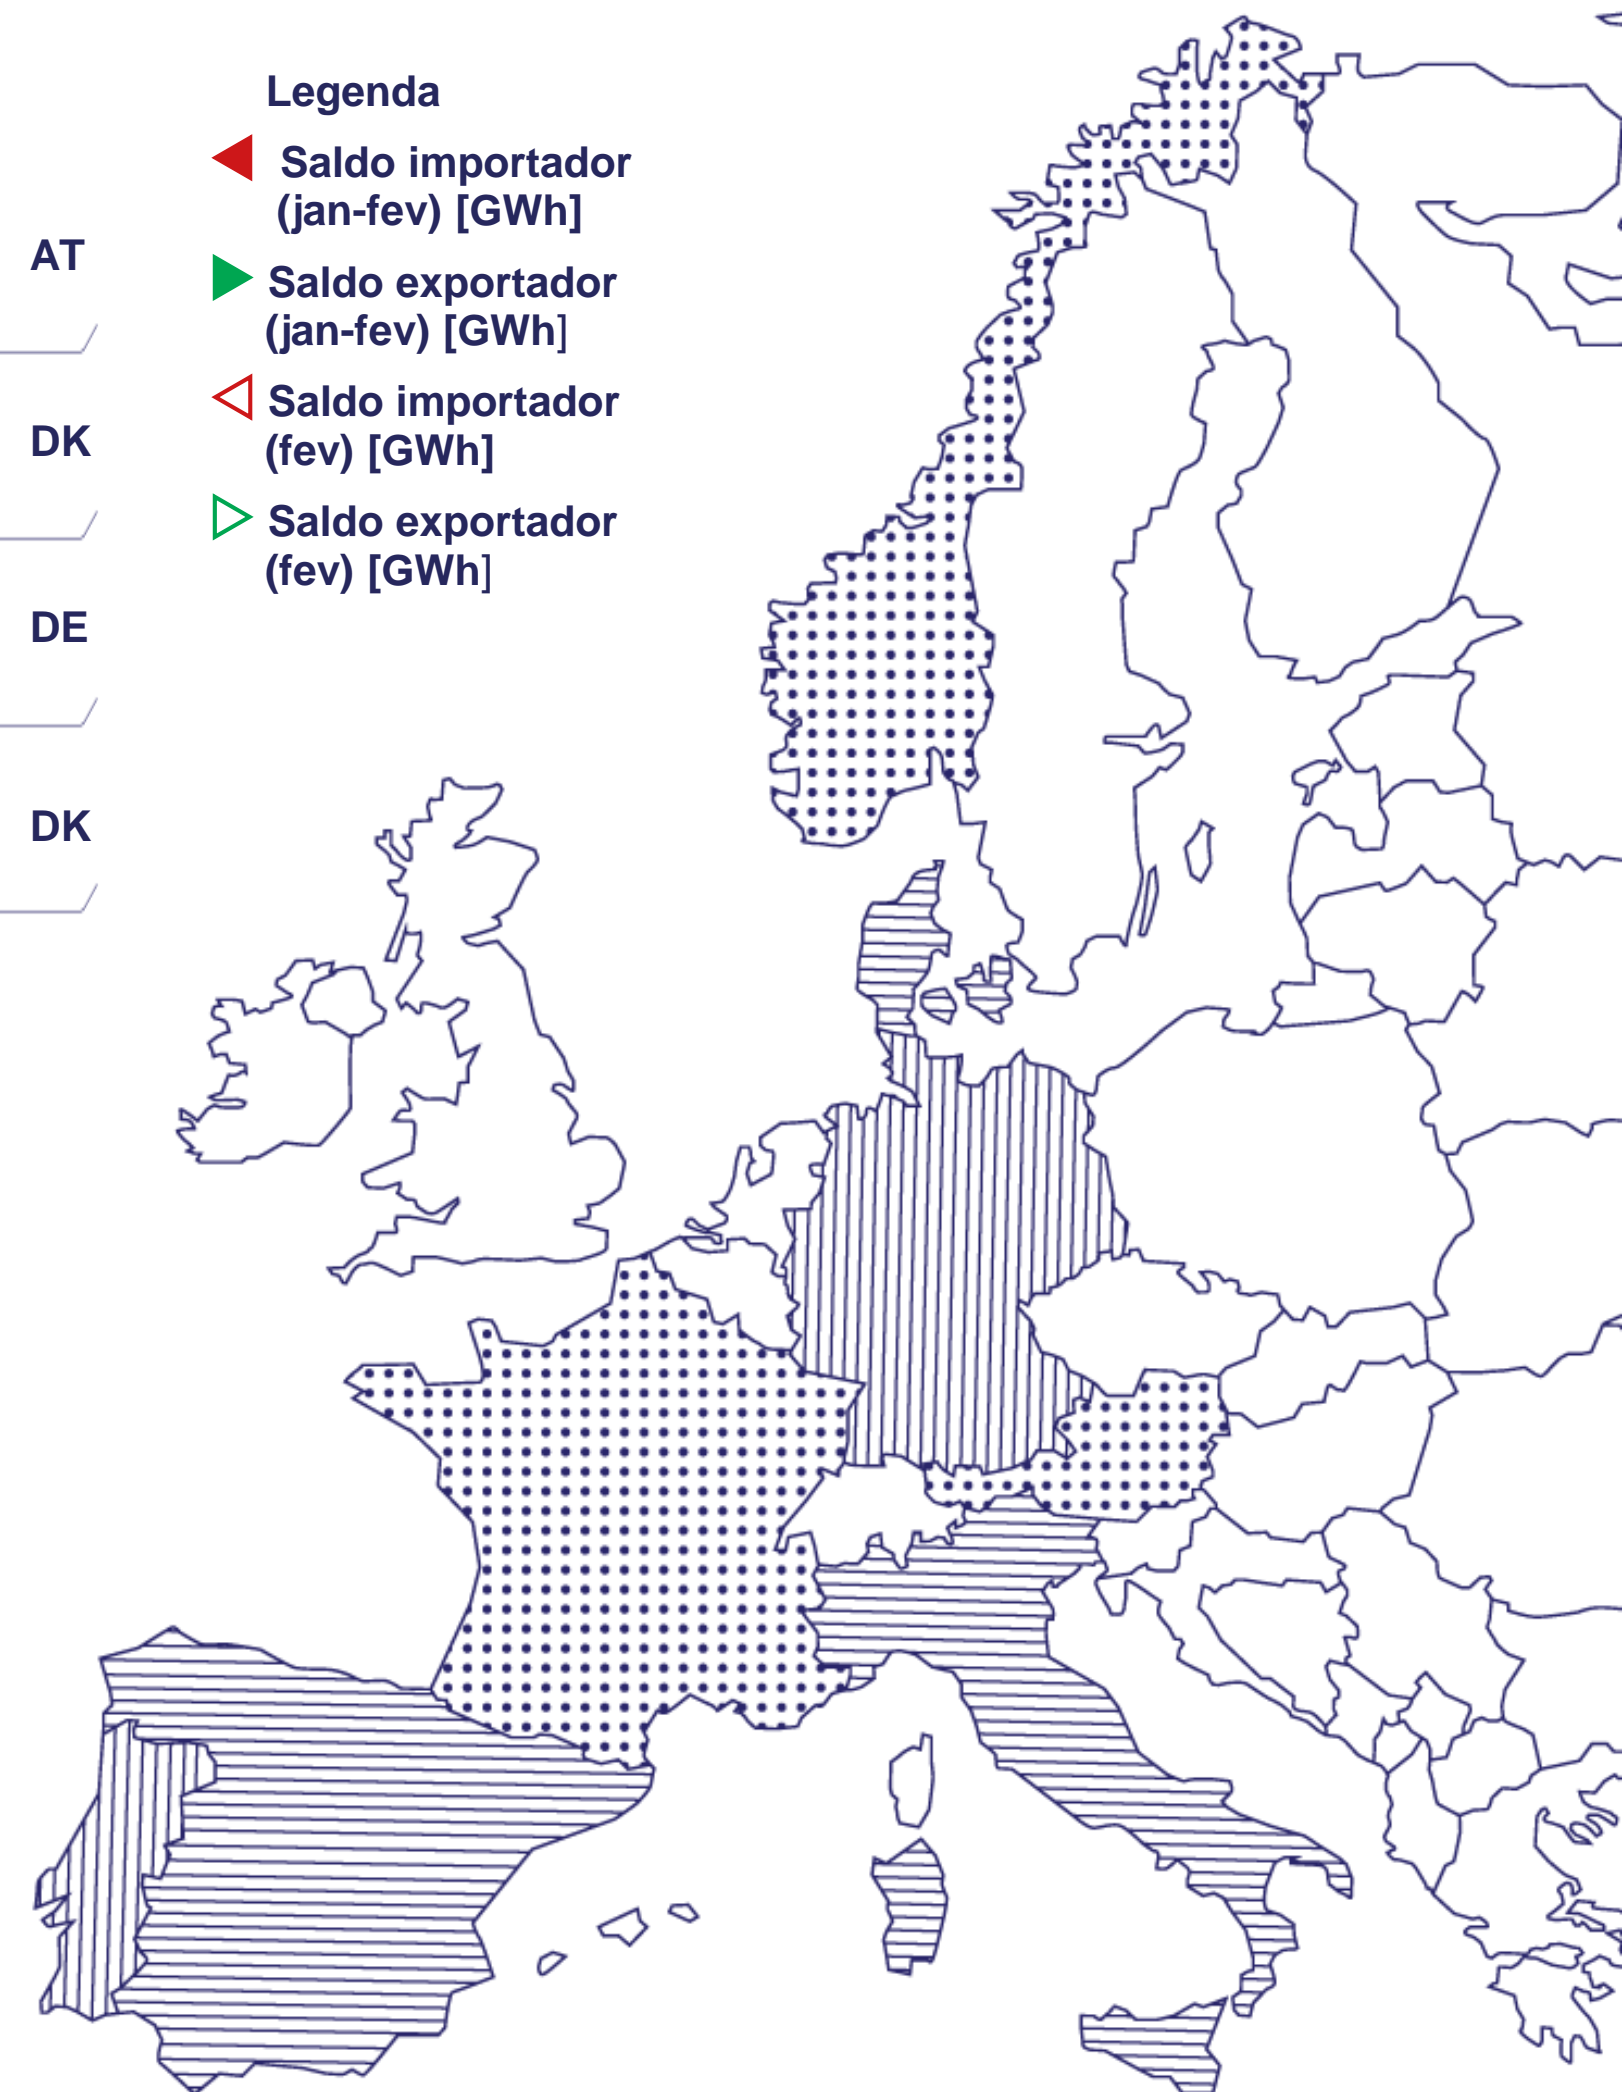 Legenda
Saldo importador
(jan-fev) [GWh]
AT
Saldo exportador
(jan-fev) [GWh]
DK
Saldo importador
(fev) [GWh]
Saldo exportador
(fev) [GWh]
DE
DK